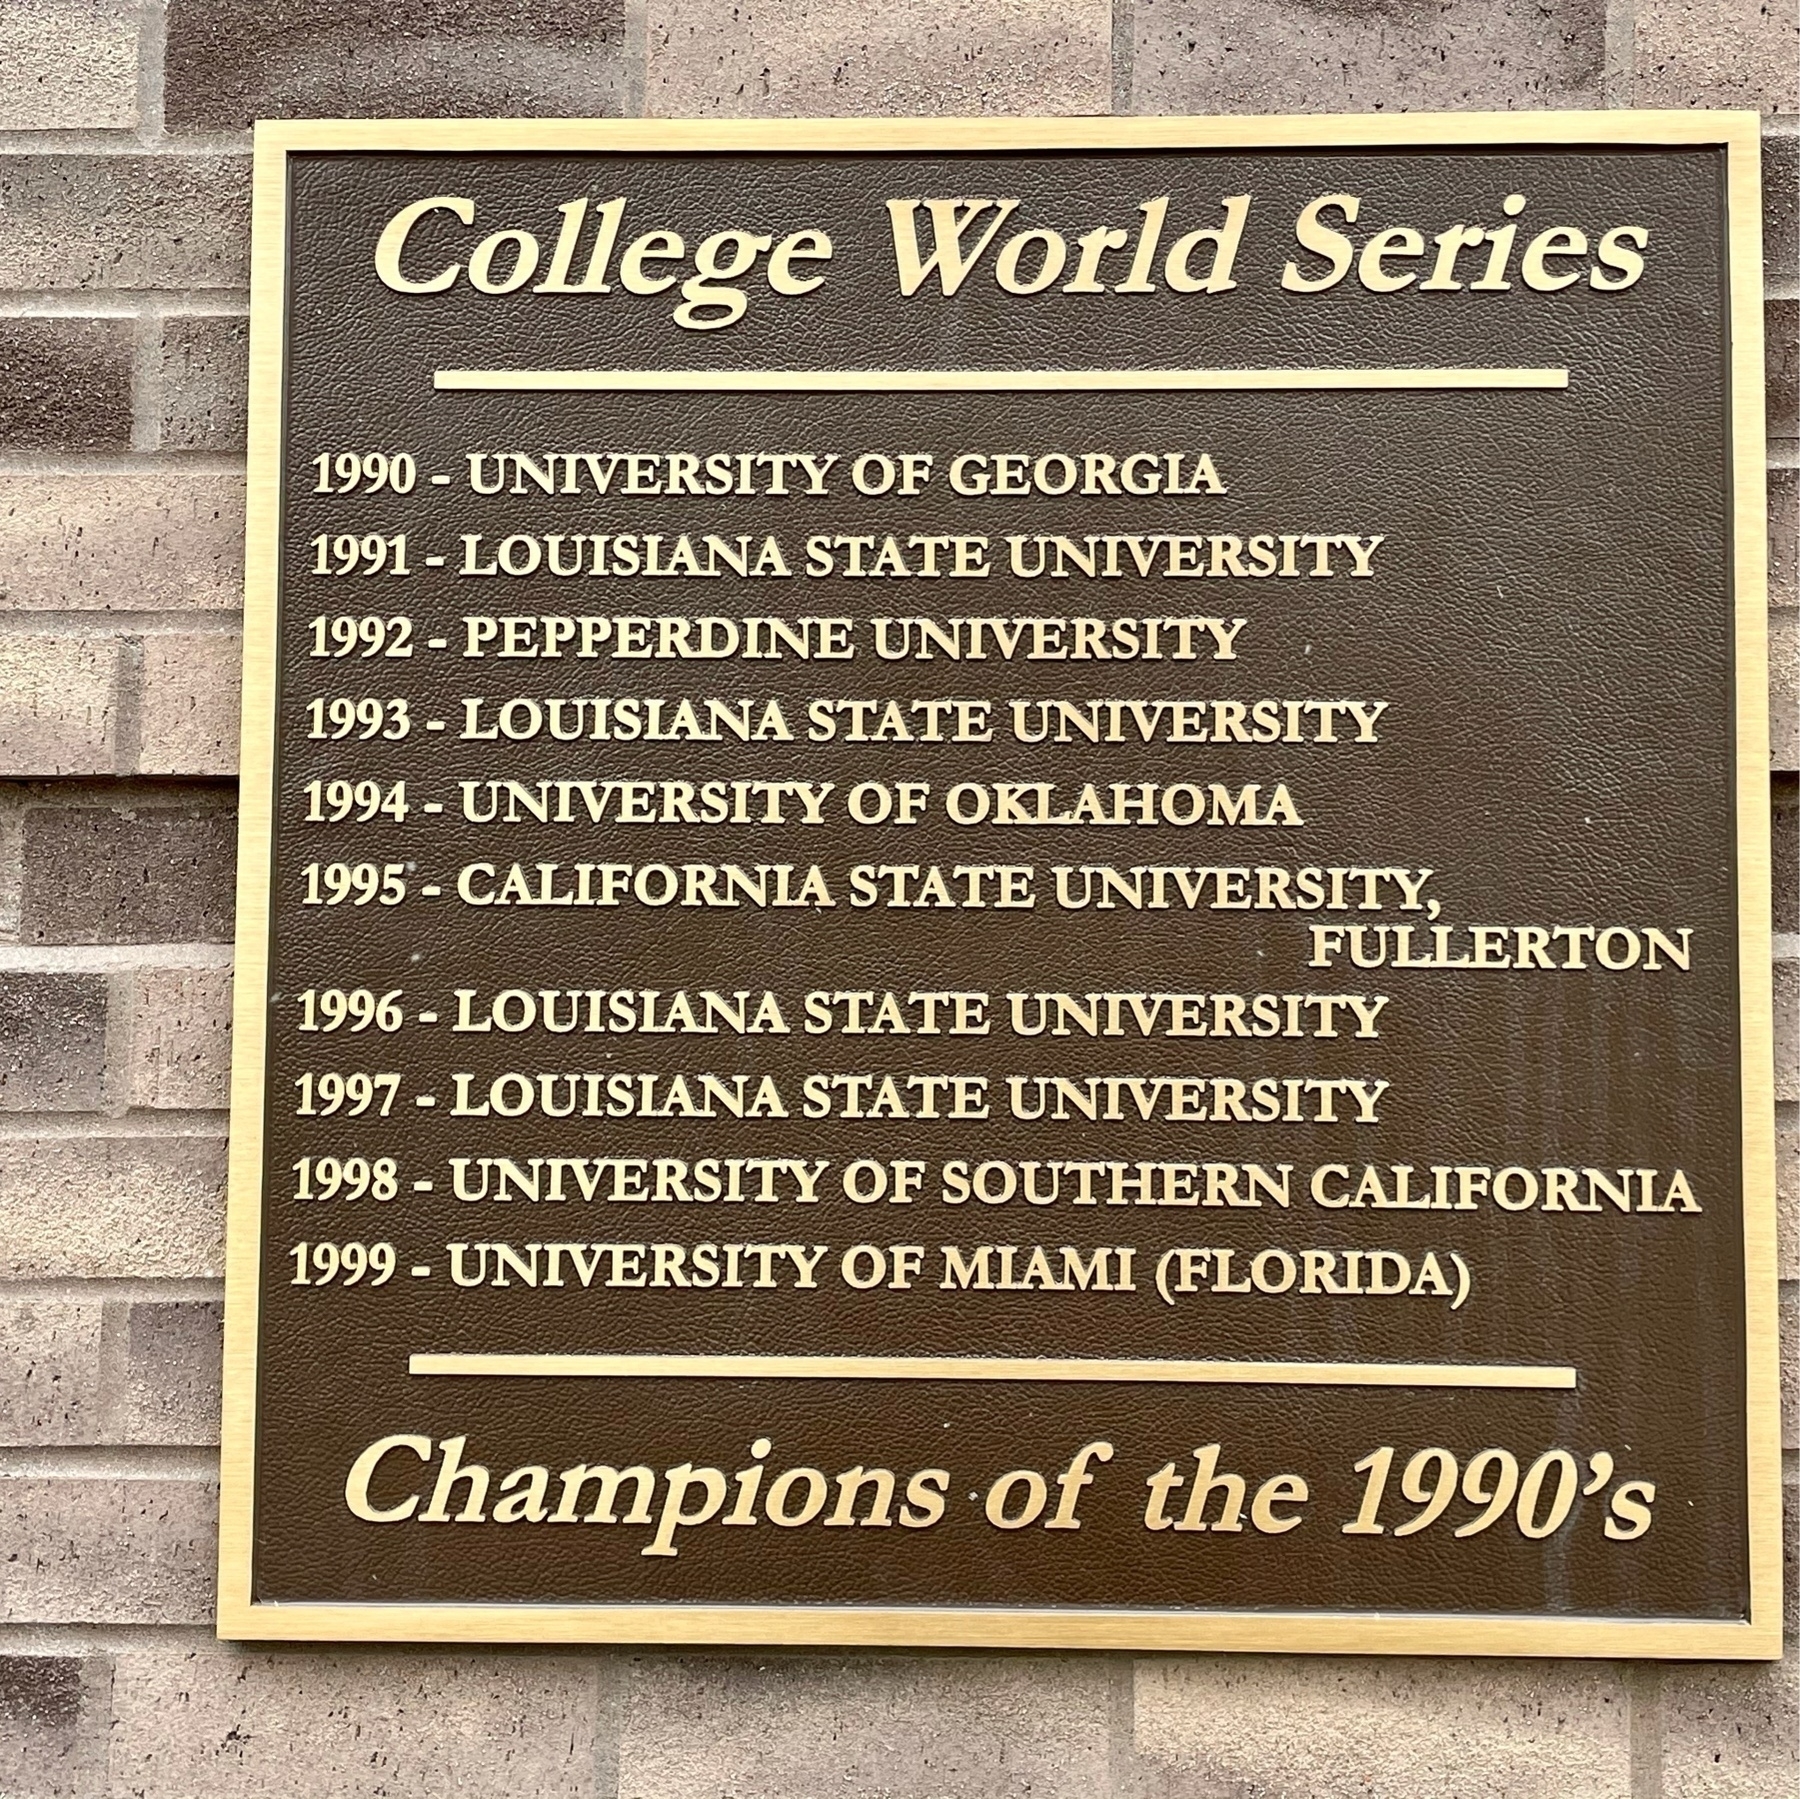 College World Series
1990 - UNIVERSITY OF GEORGIA
1991 - LOUISIANA STATE UNIVERSITY
1992 - PEPPERDINE UNIVERSITY
1993 - LOUISIANA STATE UNIVERSITY
1994 - UNIVERSITY OF OKLAHOMA
1995 - CALIFORNIA STATE UNIVERSITY,
FULLERTON
1996 - LOUISIANA STATE UNIVERSITY
1997 - LOUISIANA STATE UNIVERSITY
1998 - UNIVERSITY OF SOUTHERN CALIFORNIA
1999 - UNIVERSITY OF MIAMI (FLORIDA)
Champions of the 1990's